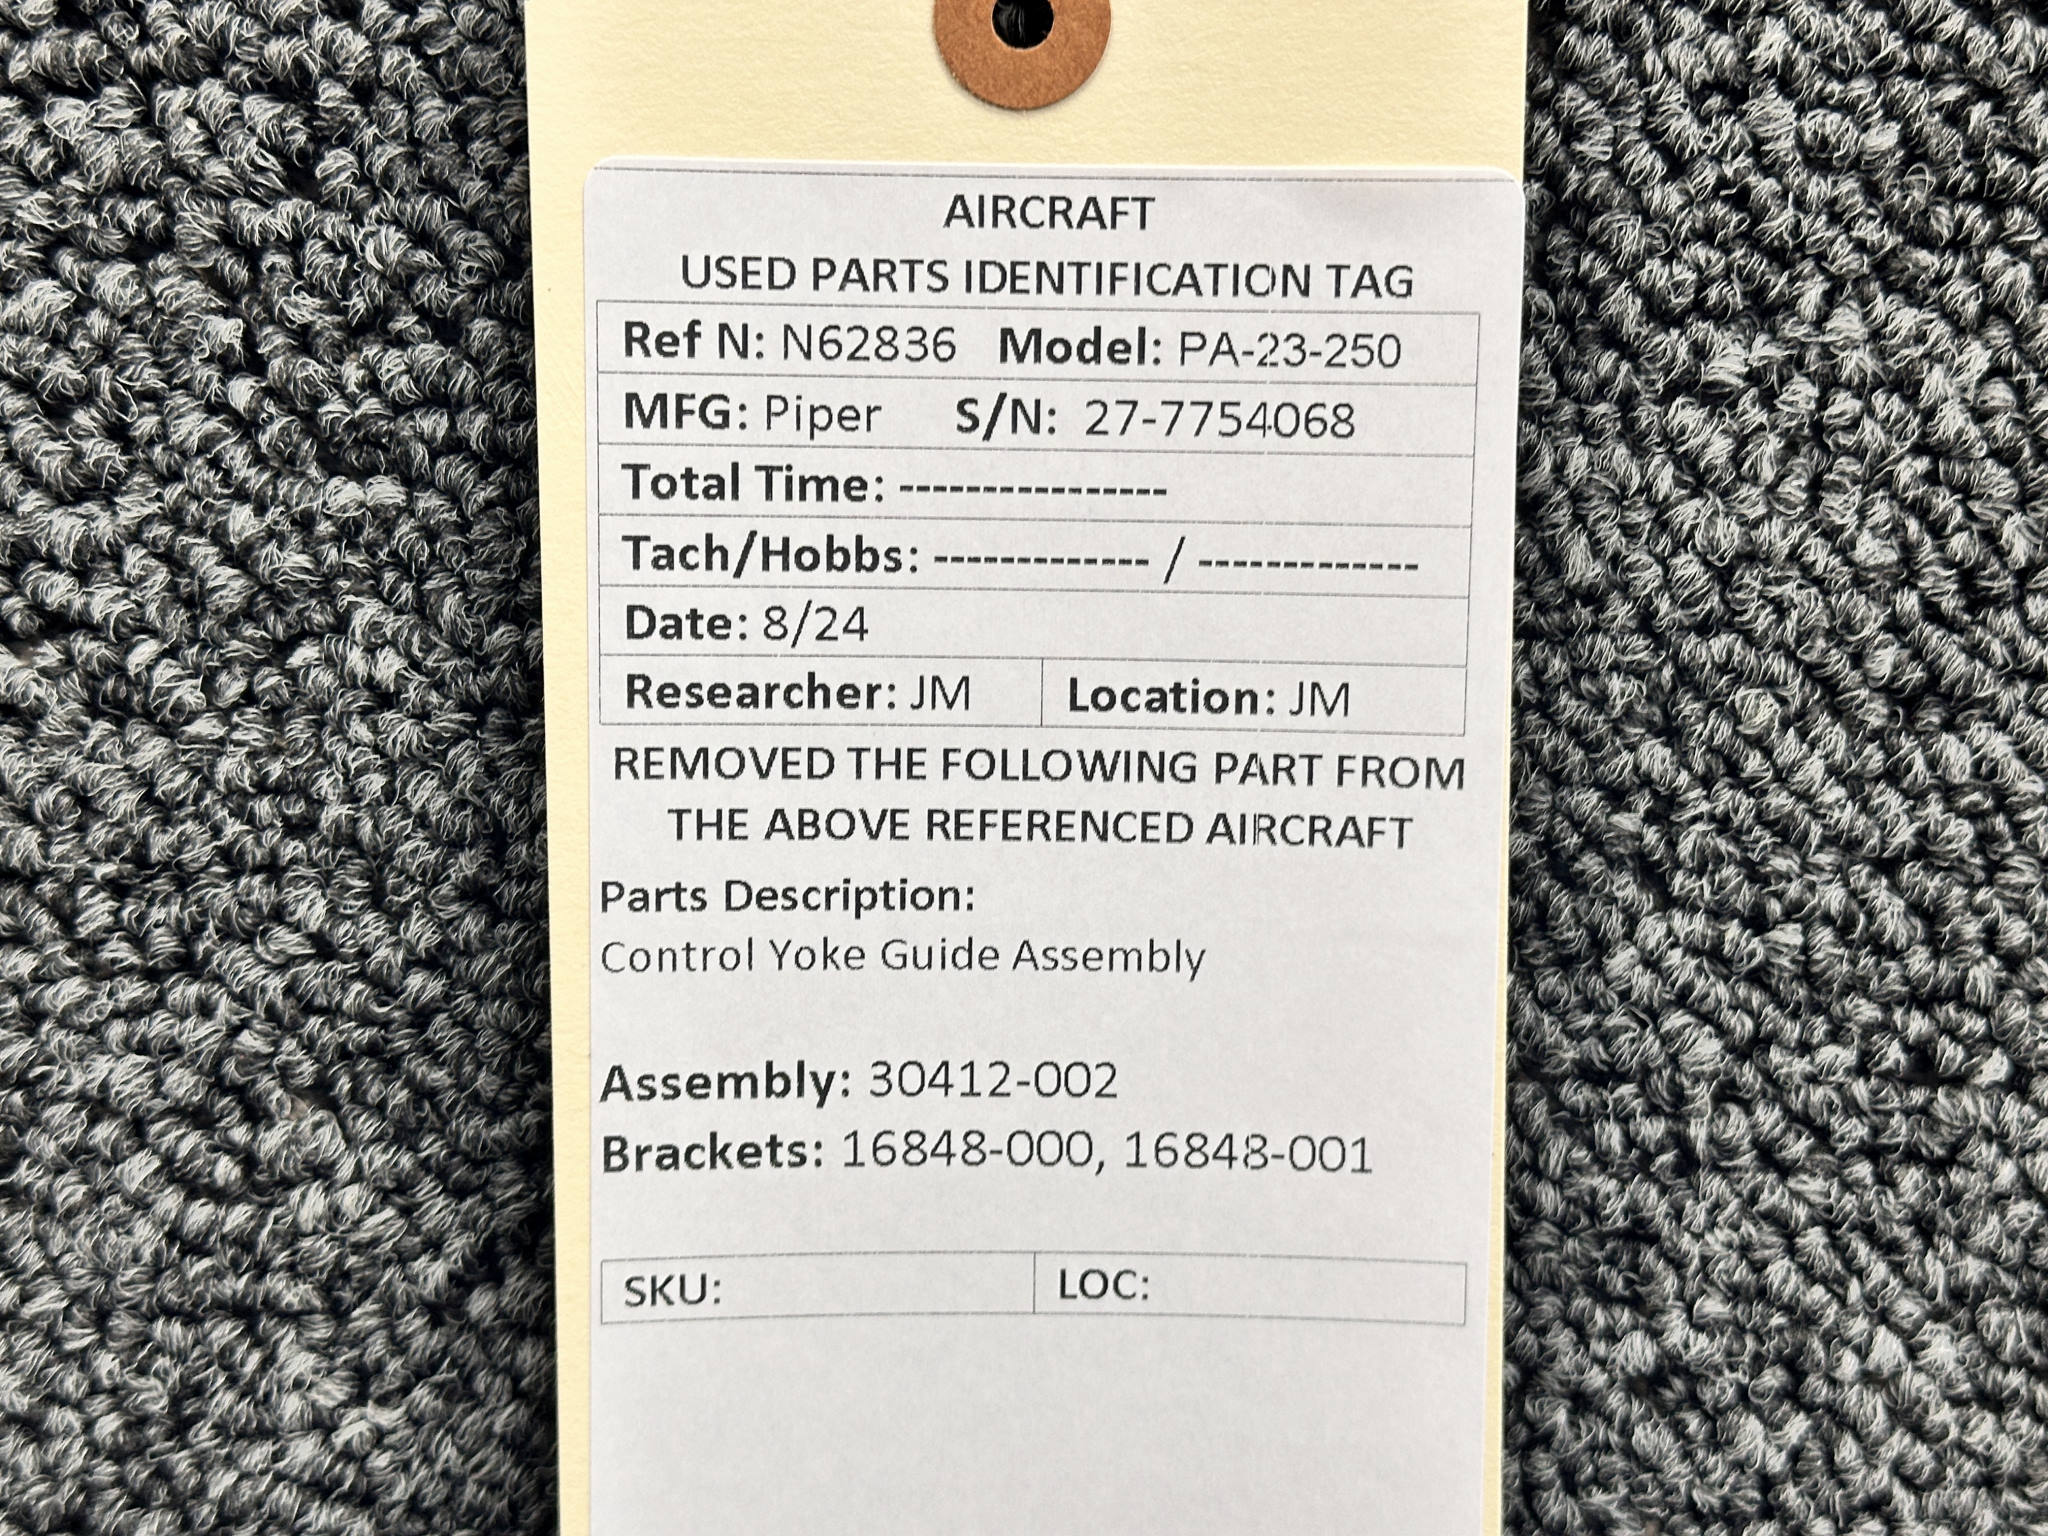 AIRCRAFT
USED PARTS IDENTIFICATION TAG
Ref N: N62836 Model: PA-23-250
MFG: Piper S/N: 27-7754068
Total Time: ----------------
Tach/Hobbs: ------------- / -------------
Date: 8/24
Researcher: JM Location: JM
REMOVED THE FOLLOWING PART FROM
THE ABOVE REFERENCED AIRCRAFT
Parts Description:
Control Yoke Guide Assembly
Assembly: 30412-002
Brackets: 16848-000, 16848-001
SKU: LOC: